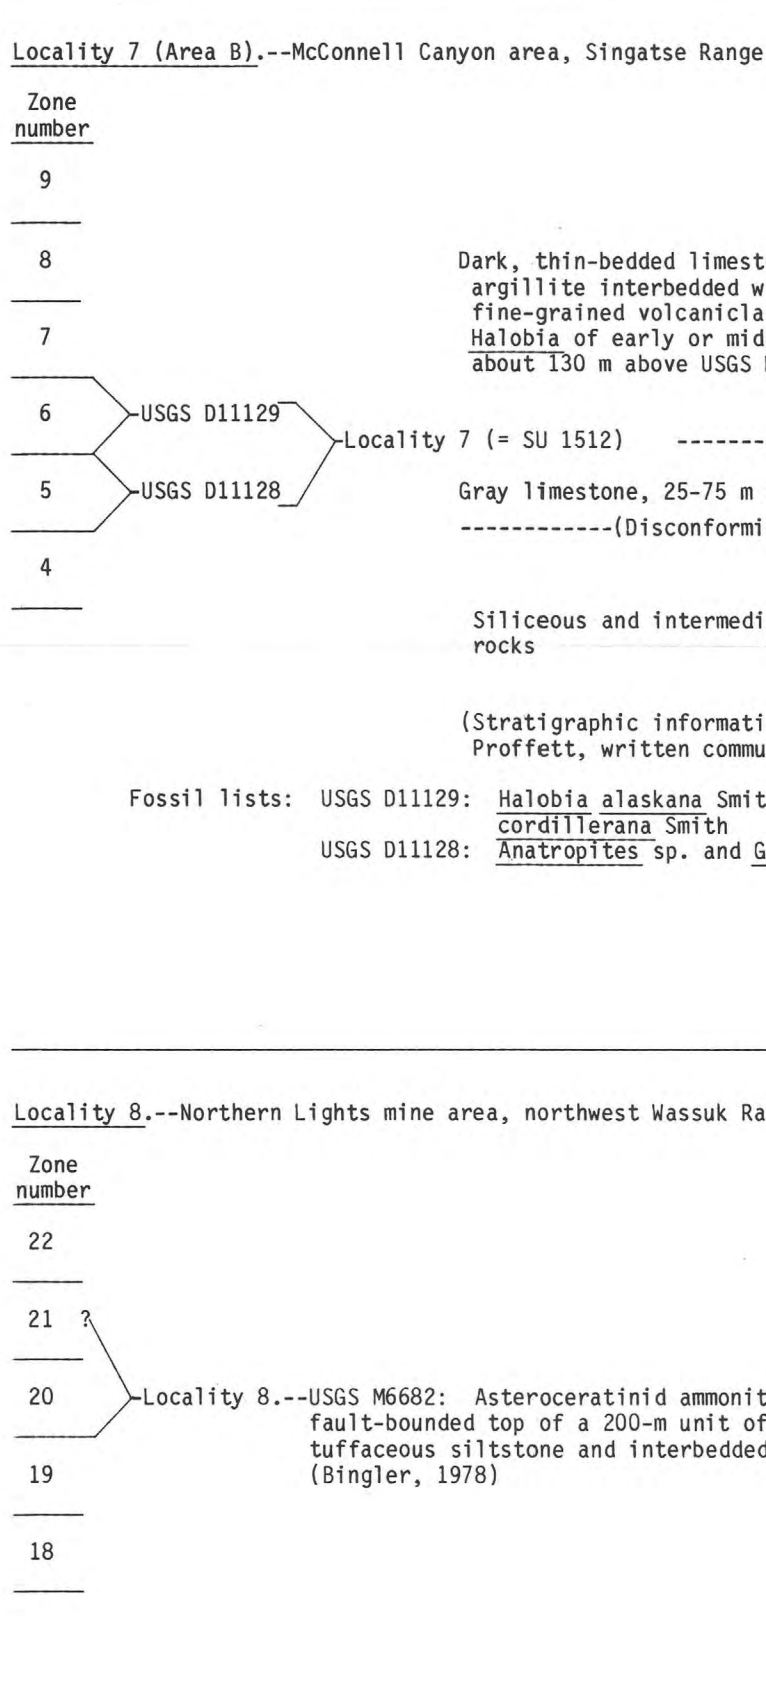 Locality 7 (Area B).--McConnell Canyon area, Singatse Range
Zone
number
9
8
Dark, thin-bedded limest
argillite interbedded w
fine-grained volcanicla
7
Halobia of early or mid
about 130 m above USGS
6
USGS D11129
Locality 7 (= SU 1512) -------
5
USGS D11128
Gray limestone, 25-75 m
------------(Disconformi
4
Siliceous and intermedi
rocks
(Stratigraphic informati
Proffett, written commu
Fossil lists: USGS D11129: Halobia alaskana Smit
cordillerana Smith
USGS D11128: Anatropites sp. and G
Locality 8.--Northern Lights mine area, northwest Wassuk Ra
Zone
number
22
21 ?
20
Locality 8.--USGS M6682: Asteroceratinid ammonit
fault-bounded top of a 200-m unit of
tuffaceous siltstone and interbedded
19
(Bingler, 1978)
18